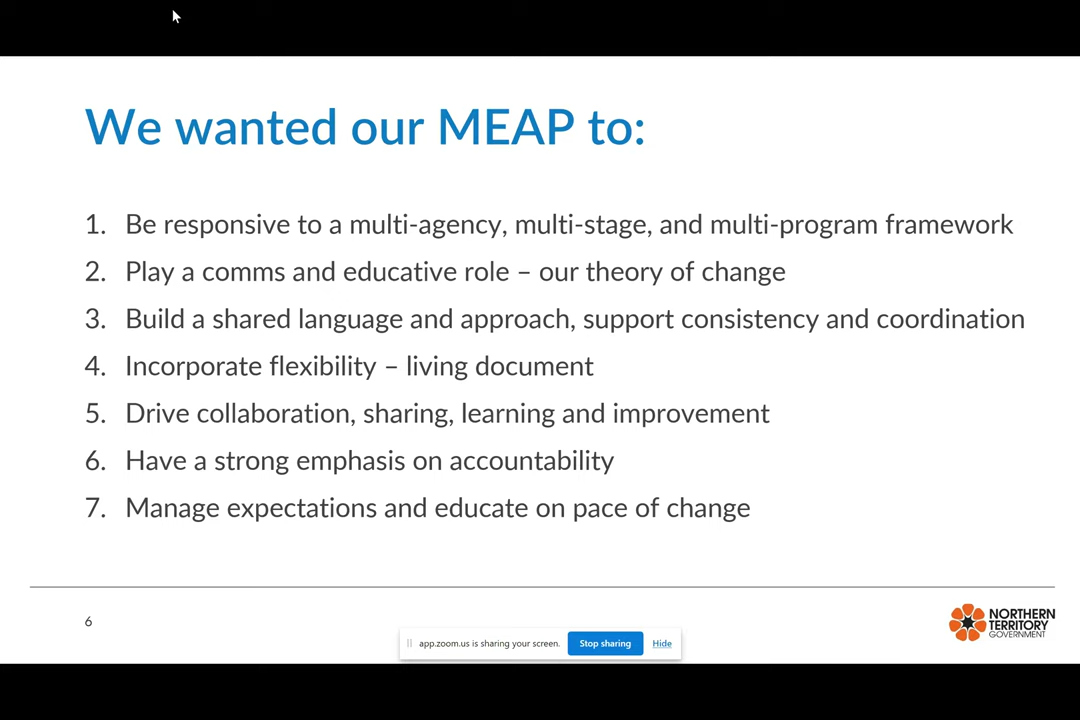 We wanted our MEAP to:
1. Be responsive to a multi-agency, multi-stage, and multi-program framework
2. Play a comms and educative role – our theory of change
3. Build a shared language and approach, support consistency and coordination
4. Incorporate flexibility – living document
5. Drive collaboration, sharing, learning and improvement
6. Have a strong emphasis on accountability
7. Manage expectations and educate on pace of change
6
NORTHERN
TERRITORY
GOVERNMENT
app.zoom.us is sharing your screen. Stop sharing Hide